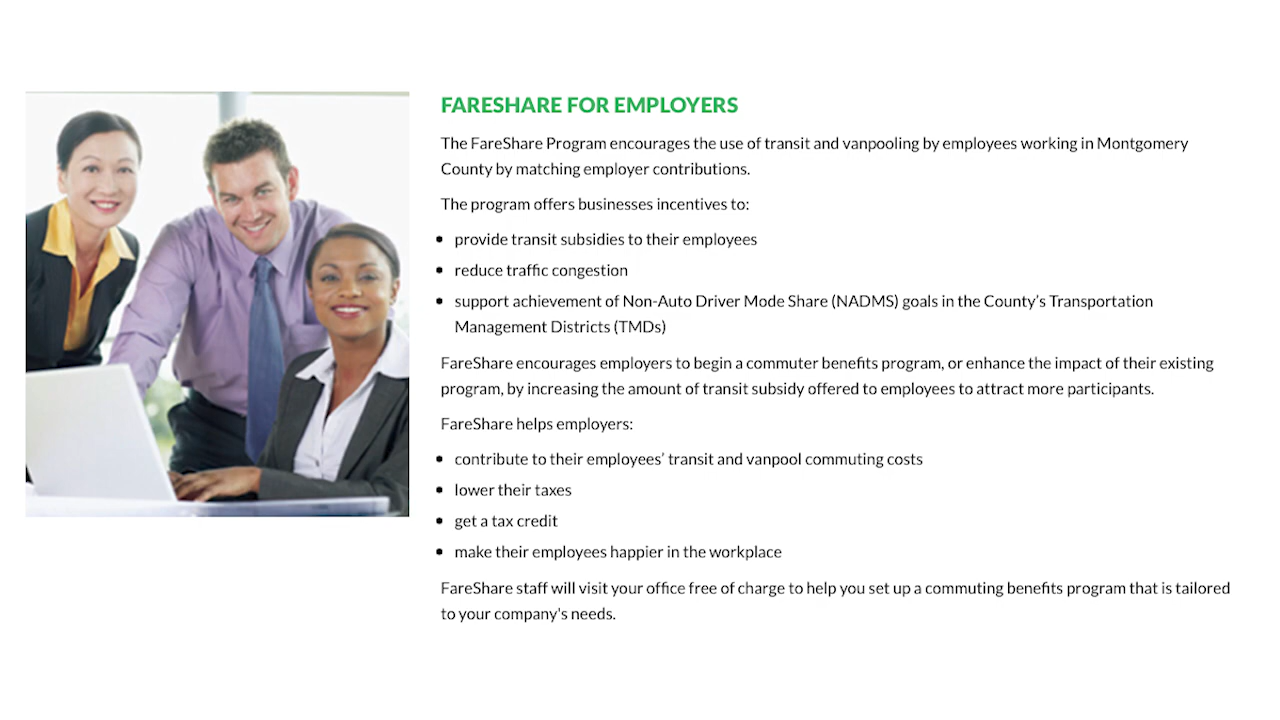 FARESHARE FOR EMPLOYERS
The FareShare Program encourages the use of transit and vanpooling by employees working in Montgomery
County by matching employer contributions.
The program offers businesses incentives to:
• provide transit subsidies to their employees
• reduce traffic congestion
• support achievement of Non-Auto Driver Mode Share (NADMS) goals in the County’s Transportation
Management Districts (TMDs)
FareShare encourages employers to begin a commuter benefits program, or enhance the impact of their existing
program, by increasing the amount of transit subsidy offered to employees to attract more participants.
FareShare helps employers:
• contribute to their employees’ transit and vanpool commuting costs
• lower their taxes
• get a tax credit
• make their employees happier in the workplace
FareShare staff will visit your office free of charge to help you set up a commuting benefits program that is tailored
to your company's needs.